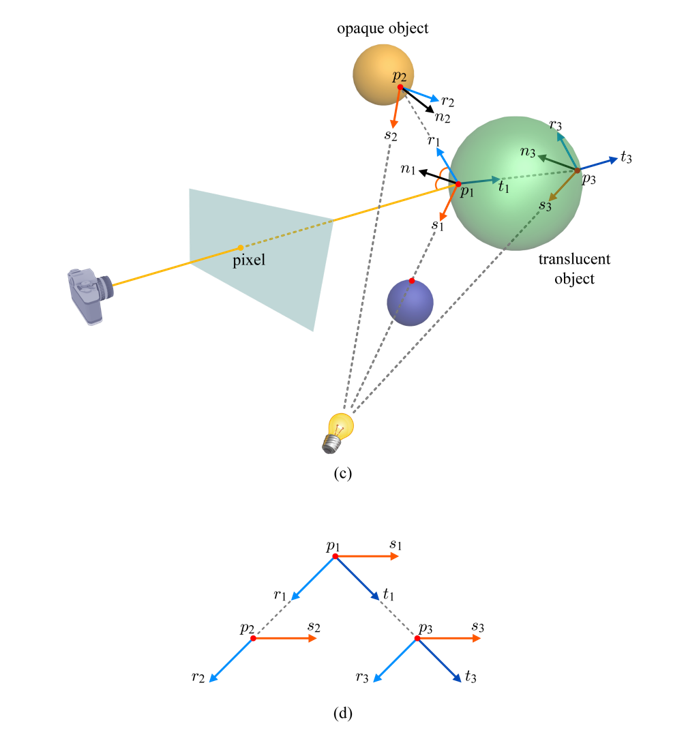 opaque object
p₂
r₂
n₂
s₂
r₁
r₃
n₃
t₃
n₁
t₁
p₃
p₁
s₃
s₁
translucent
object
pixel
(c)
p₁
s₁
r₁
t₁
p₂
s₂
p₃
s₃
r₂
r₃
t₃
(d)